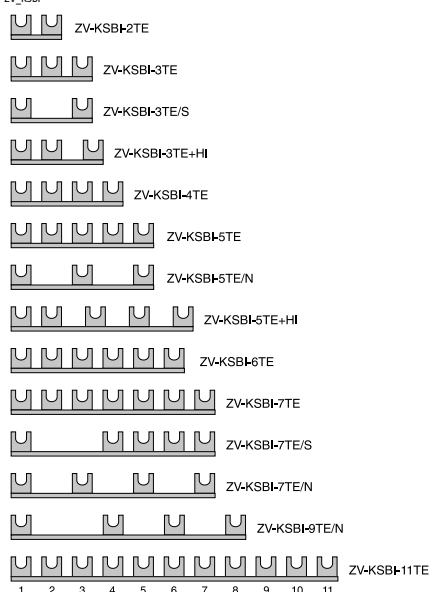 ZV-KSBI-2TE
ZV-KSBI-3TE
ZV-KSBI-3TE/S
ZV-KSBI-3TE+HI
ZV-KSBI-4TE
ZV-KSBI-5TE
ZV-KSBI-5TE/N
ZV-KSBI-5TE+HI
ZV-KSBI-6TE
ZV-KSBI-7TE
ZV-KSBI-7TE/S
ZV-KSBI-7TE/N
ZV-KSBI-9TE/N
ZV-KSBI-11TE
1 2 3 4 5 6 7 8 9 10 11